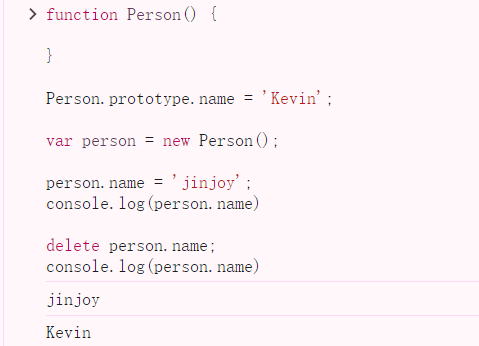 function Person() {
}
Person.prototype.name = 'Kevin';
var person = new Person();
person.name = 'jinjoy';
console.log(person.name)
delete person.name;
console.log(person.name)
jinjoy
Kevin